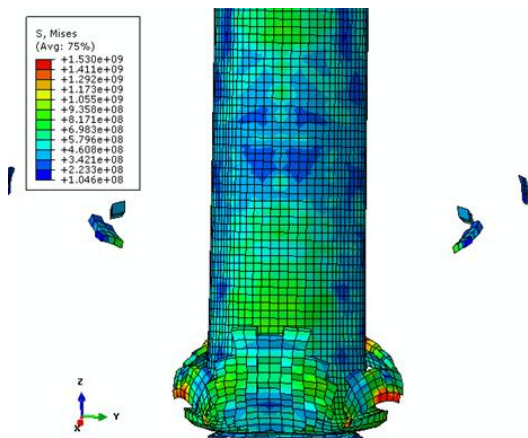 S, Mises
(Avg: 75%)
+1.530e+09
+1.411e+09
+1.292e+09
+1.173e+09
+1.055e+09
+9.358e+08
+8.171e+08
+6.983e+08
+5.796e+08
+4.608e+08
+3.421e+08
+2.233e+08
+1.046e+08
Z
Y
X